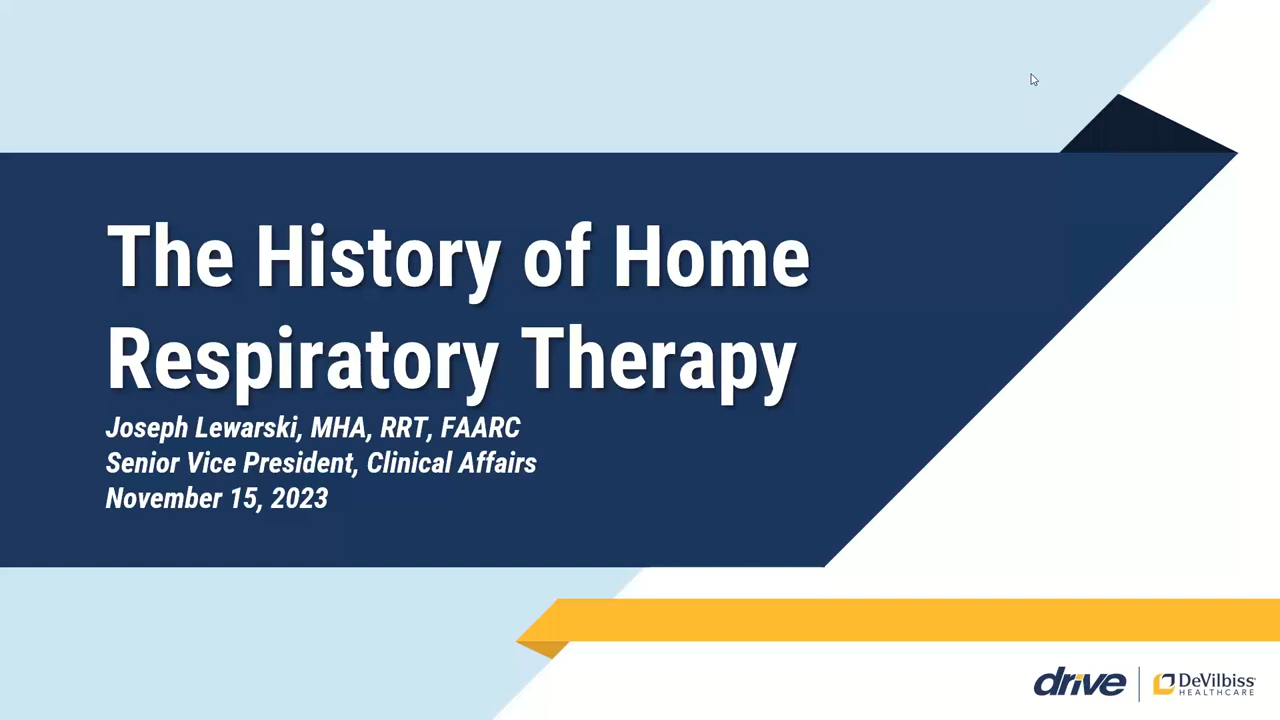 The History of Home
Respiratory Therapy
Joseph Lewarski, MHA, RRT, FAARC
Senior Vice President, Clinical Affairs
November 15, 2023
drive
DeVilbiss
HEALTHCARE